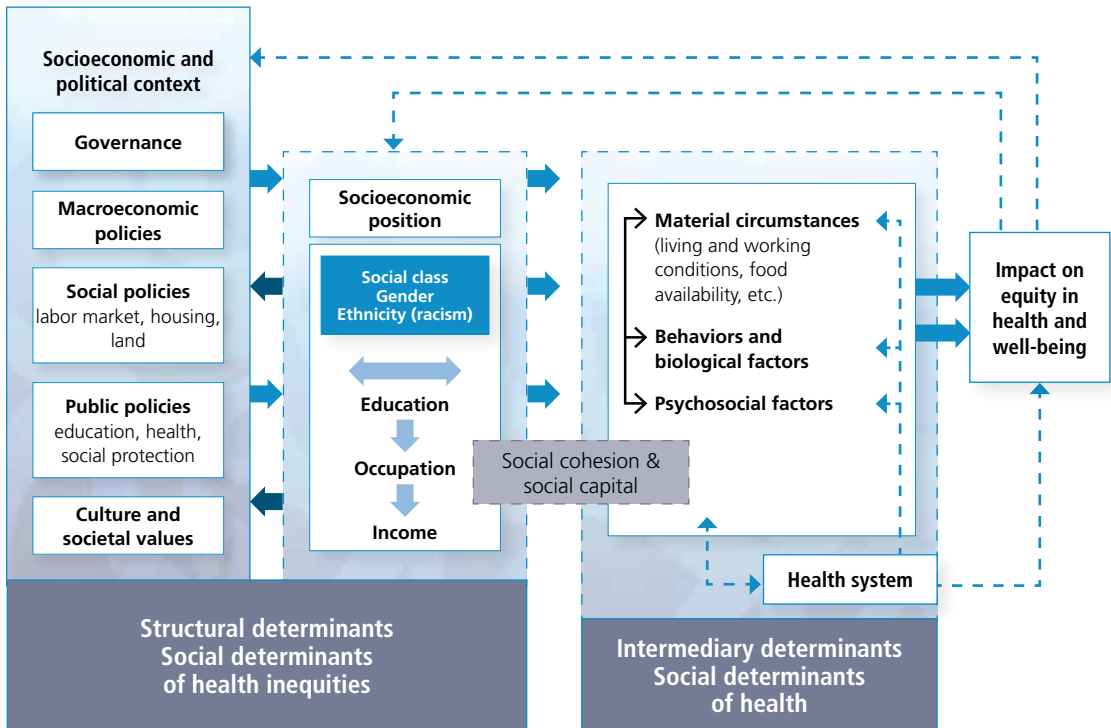 Socioeconomic and
political context
Governance
Macroeconomic
policies
Social policies
labor market, housing,
land
Public policies
education, health,
social protection
Culture and
societal values
Socioeconomic
position
Social class
Gender
Ethnicity (racism)
Education
Occupation
Income
Social cohesion &
social capital
Material circumstances
(living and working
conditions, food
availability, etc.)
Behaviors and
biological factors
Psychosocial factors
Health system
Impact on
equity in
health and
well-being
Structural determinants
Social determinants
of health inequities
Intermediary determinants
Social determinants
of health